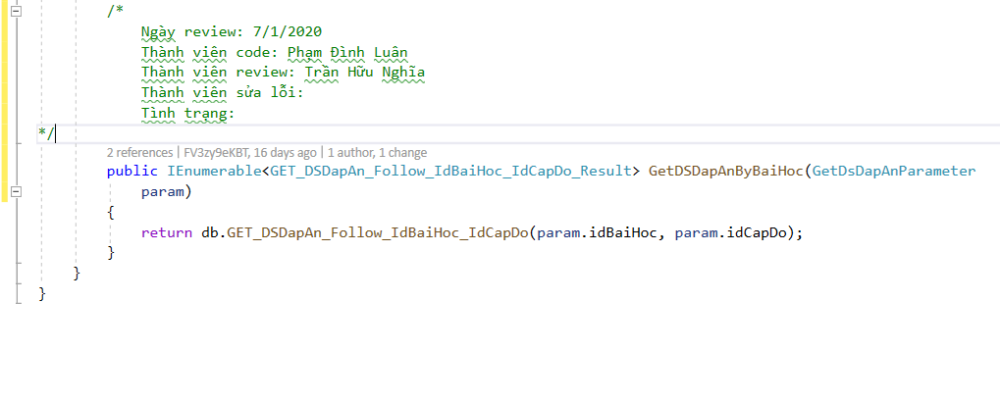 /*
Ngày review: 7/1/2020
Thành viên code: Phạm Đình Luân
Thành viên review: Trần Hữu Nghĩa
Thành viên sửa lỗi:
Tình trạng:
*/
2 references | FV3zy9eKBT, 16 days ago | 1 author, 1 change
public IEnumerable<GET_DSDapAn_Follow_IdBaiHoc_IdCapDo_Result> GetDSDapAnByBaiHoc(GetDsDapAnParameter
param)
{
return db.GET_DSDapAn_Follow_IdBaiHoc_IdCapDo(param.idBaiHoc, param.idCapDo);
}
}
}